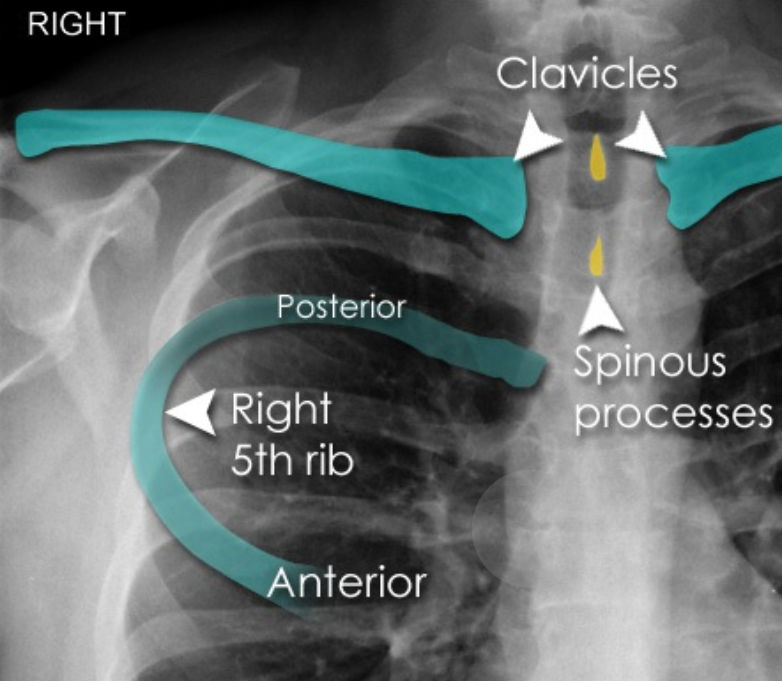 RIGHT
Clavicles
Posterior
Spinous
processes
Right
5th rib
Anterior